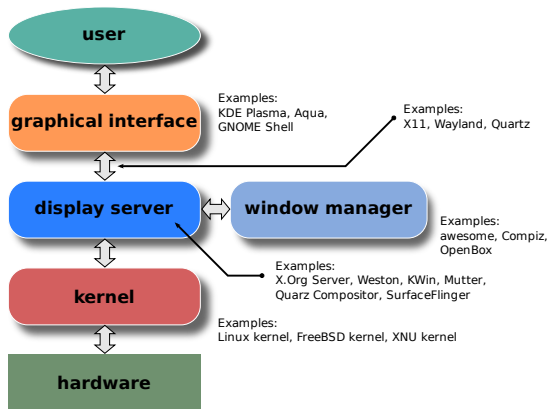 user
graphical interface
Examples:
KDE Plasma, Aqua,
GNOME Shell
Examples:
X11, Wayland, Quartz
display server
window manager
Examples:
awesome, Compiz,
OpenBox
Examples:
X.Org Server, Weston, KWin, Mutter,
Quarz Compositor, SurfaceFlinger
kernel
Examples:
Linux kernel, FreeBSD kernel, XNU kernel
hardware